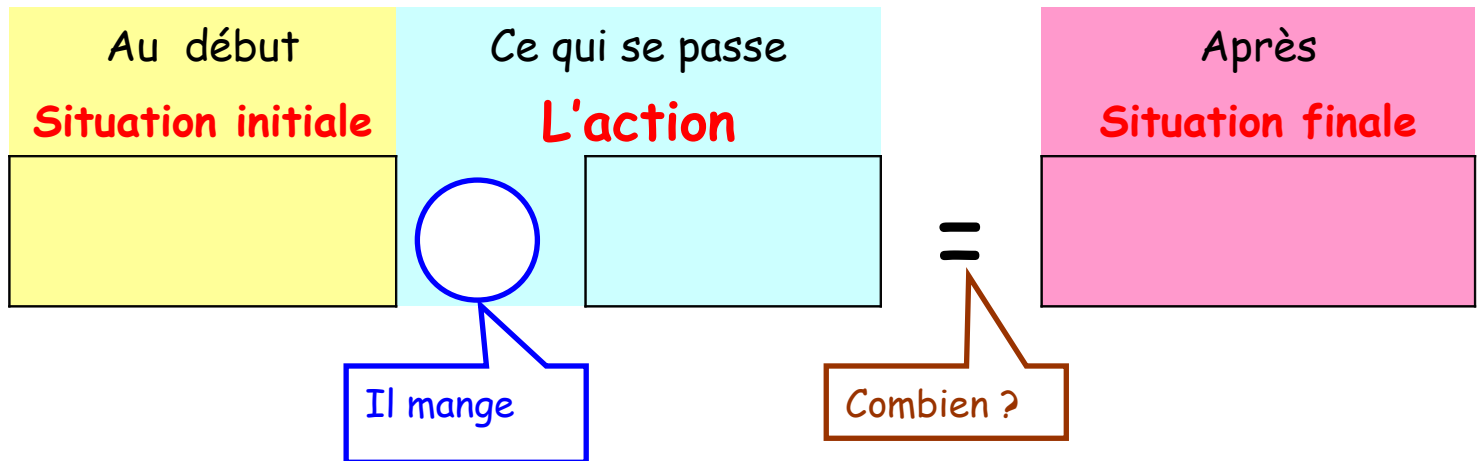 Au début
Situation initiale
Ce qui se passe
L'action
Après
Situation finale
=
Il mange
Combien ?